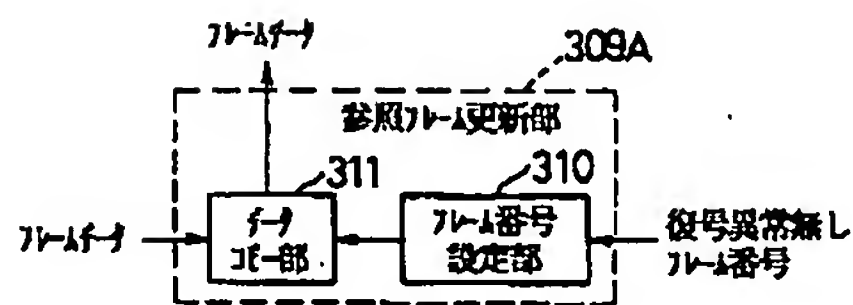 フレームデータ
309A
参照フレーム更新部
311
310
フレームデータ
データ
コピー部
フレーム番号
設定部
復号異常無し
フレーム番号